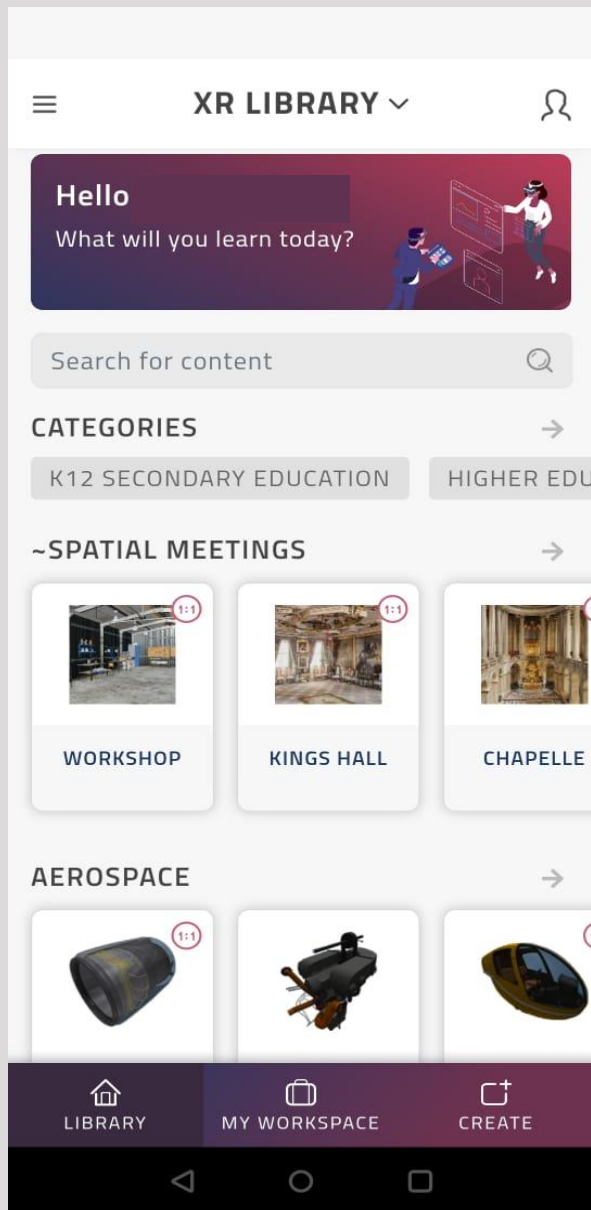 XR LIBRARY
Hello
What will you learn today?
Search for content
CATEGORIES
K12 SECONDARY EDUCATION HIGHER EDU
~SPATIAL MEETINGS
1:1 1:1
WORKSHOP KINGS HALL CHAPELLE
AEROSPACE
1:1
LIBRARY MY WORKSPACE CREATE